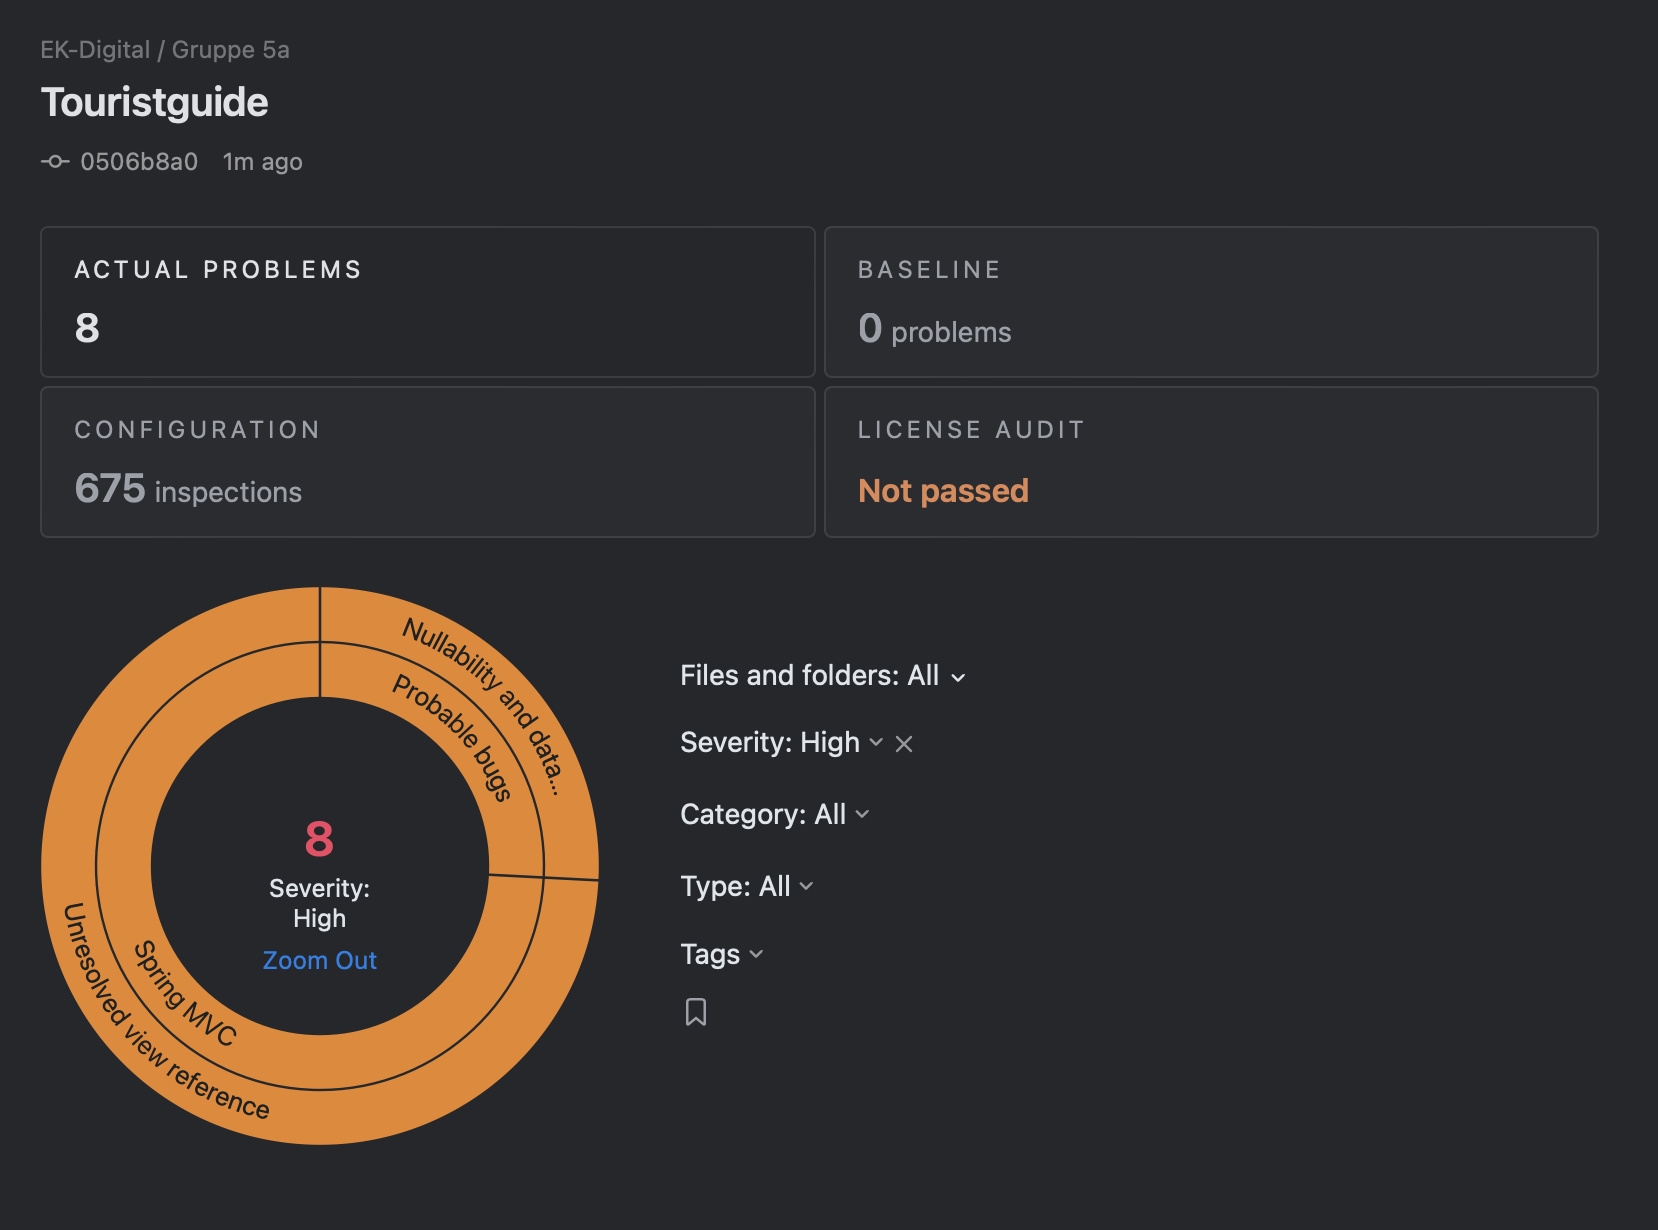 EK-Digital / Gruppe 5a
Touristguide
0506b8a0 1m ago
ACTUAL PROBLEMS
8
BASELINE
0 problems
CONFIGURATION
675 inspections
LICENSE AUDIT
Not passed
Nullability and data...
Probable bugs
Spring MVC
Unresolved view reference
8
Severity:
High
Zoom Out
Files and folders: All
Severity: High
Category: All
Type: All
Tags